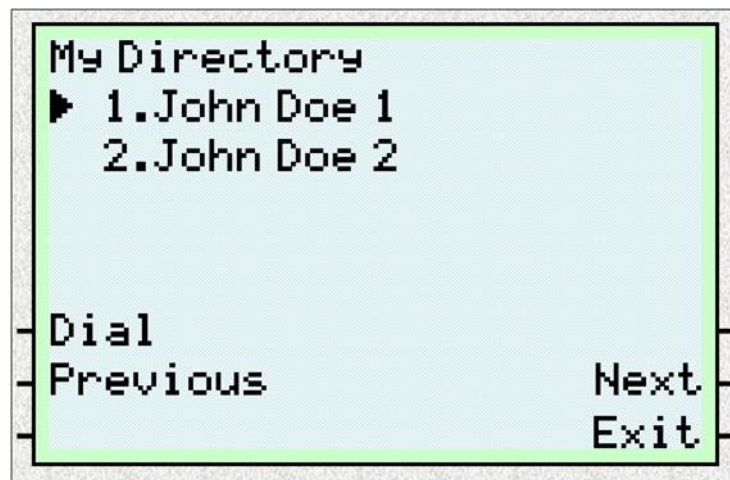 My Directory
▶ 1.John Doe 1
2.John Doe 2
Dial
Previous Next
Exit